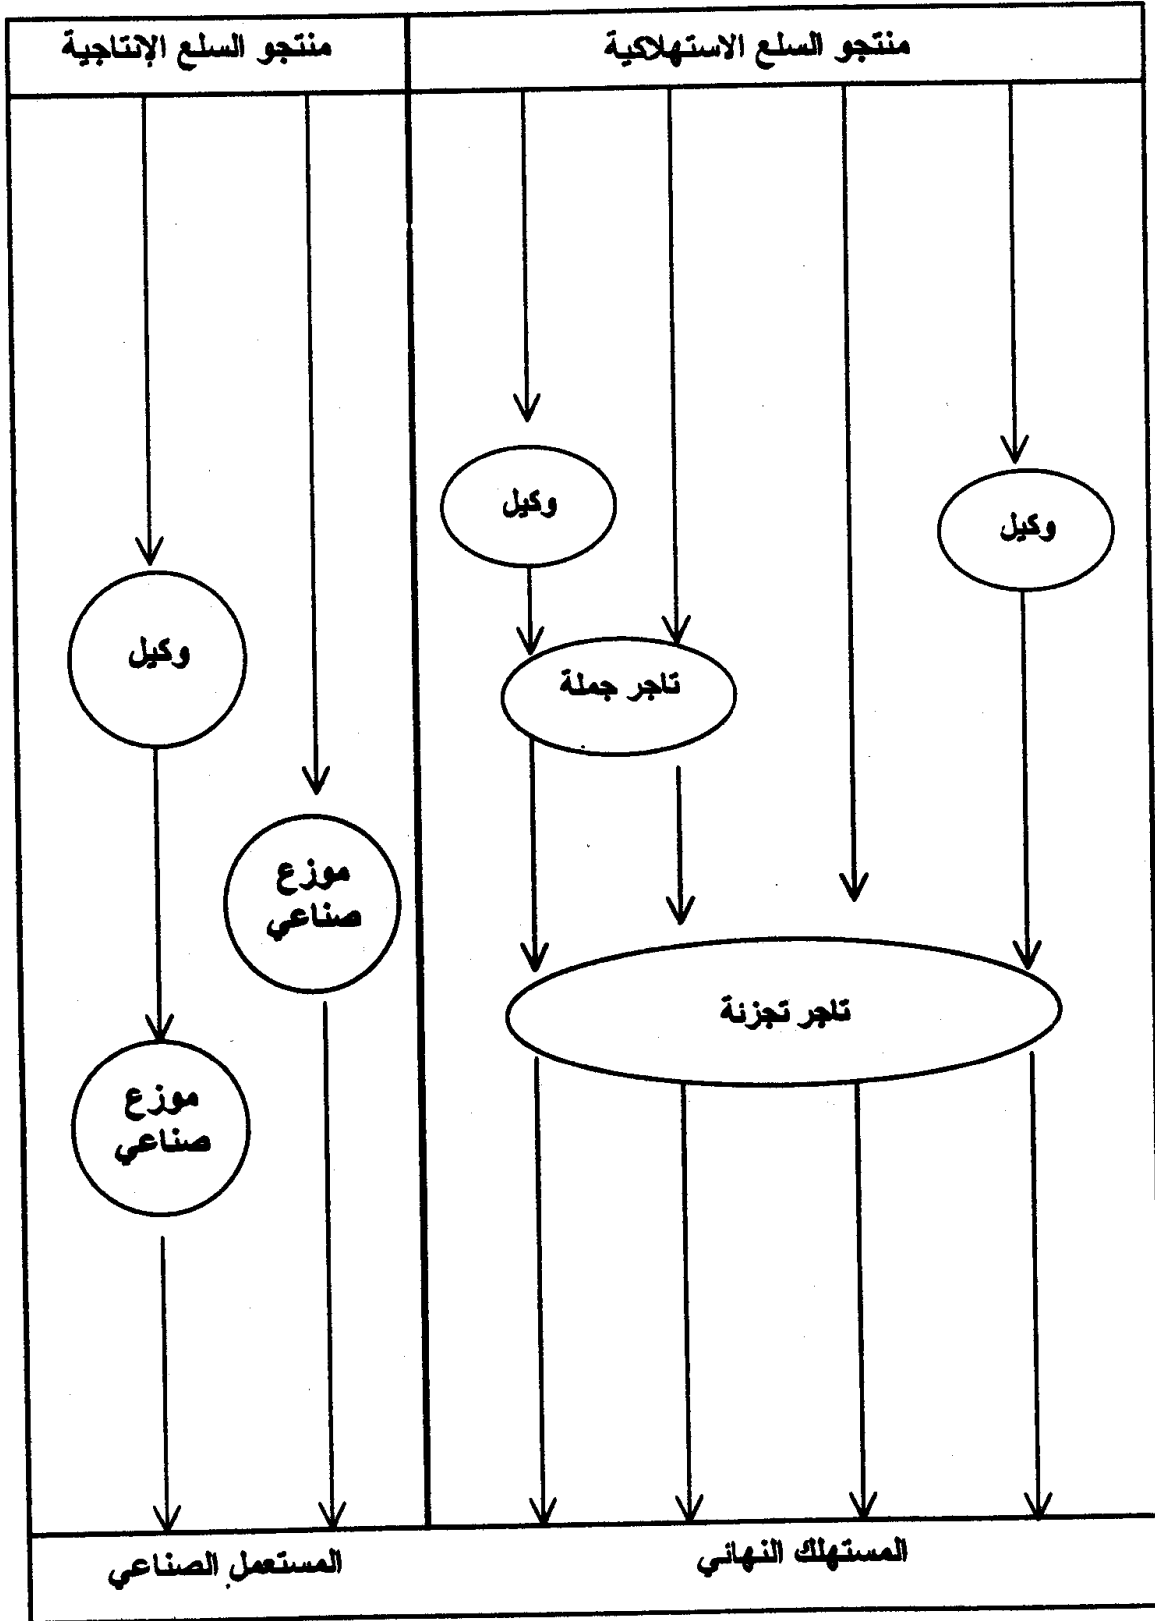 منتجو السلع الاستهلاكية
منتجو السلع الإنتاجية
وكيل
وكيل
وكيل
تاجر جملة
موزع
صناعي
تاجر تجزئة
موزع
صناعي
المستهلك النهائي
المستعمل الصناعي